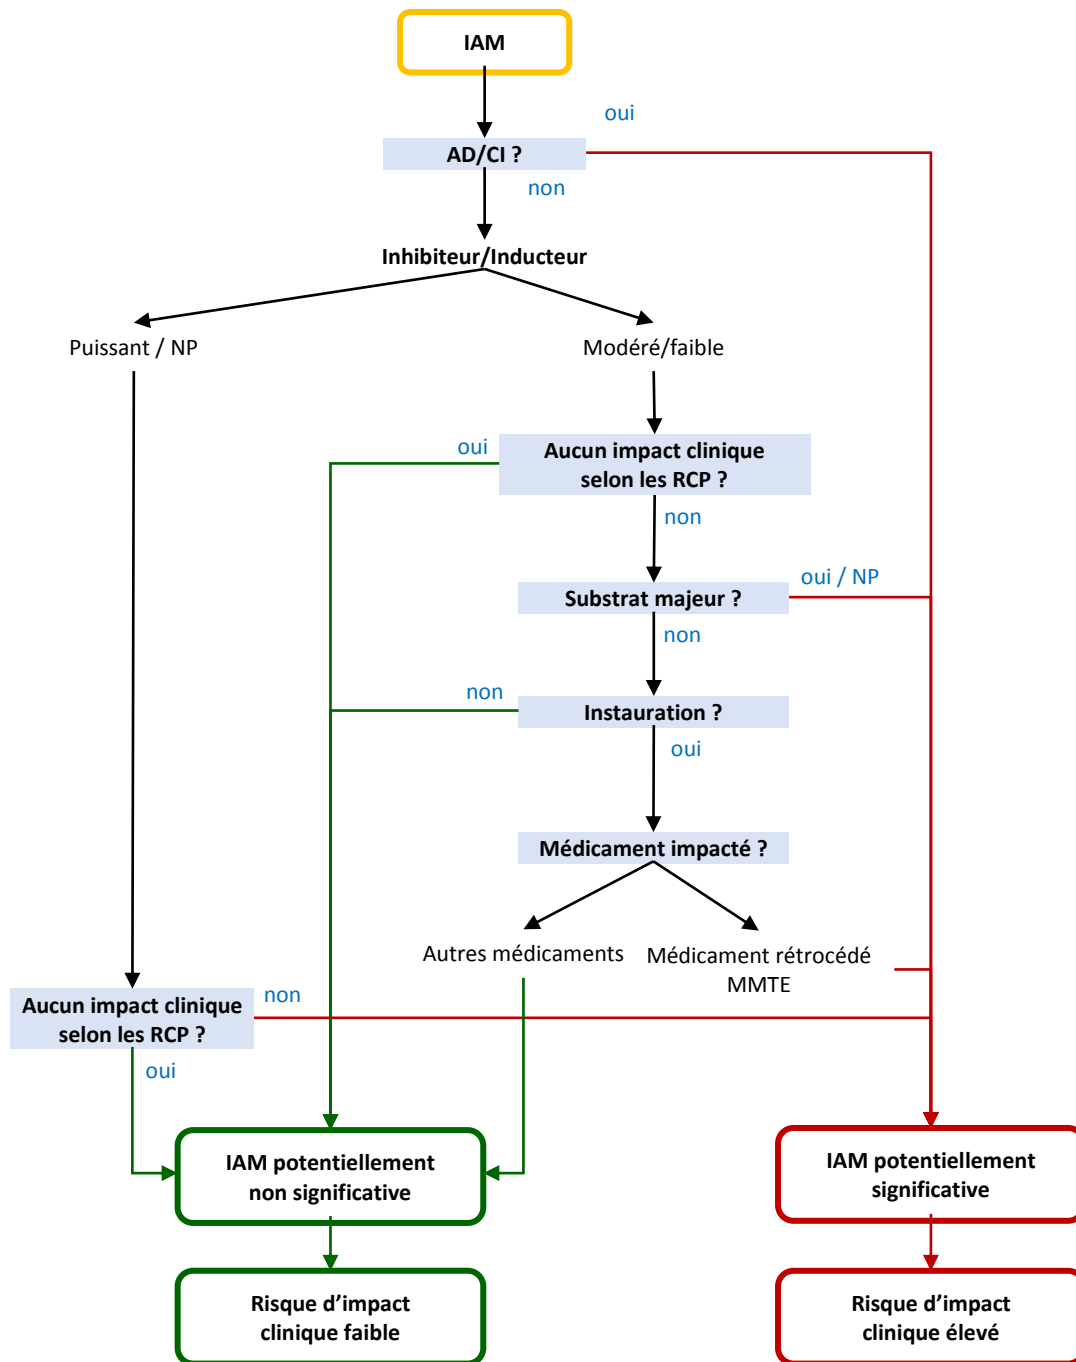 IAM
oui
AD/CI ?
non
Inhibiteur/Inducteur
Puissant / NP
Modéré/faible
oui
Aucun impact clinique
selon les RCP ?
non
oui / NP
Substrat majeur ?
non
non
Instauration ?
oui
Médicament impacté ?
Autres médicaments
Médicament rétrocédé
MMTE
Aucun impact clinique
selon les RCP ?
non
oui
IAM potentiellement
non significative
IAM potentiellement
significative
Risque d’impact
clinique faible
Risque d’impact
clinique élevé